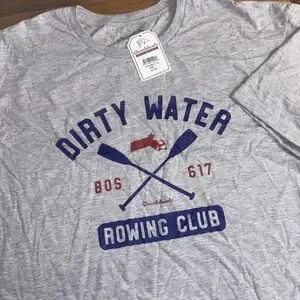 DIRTY WATER
BOS 617
ROWING CLUB